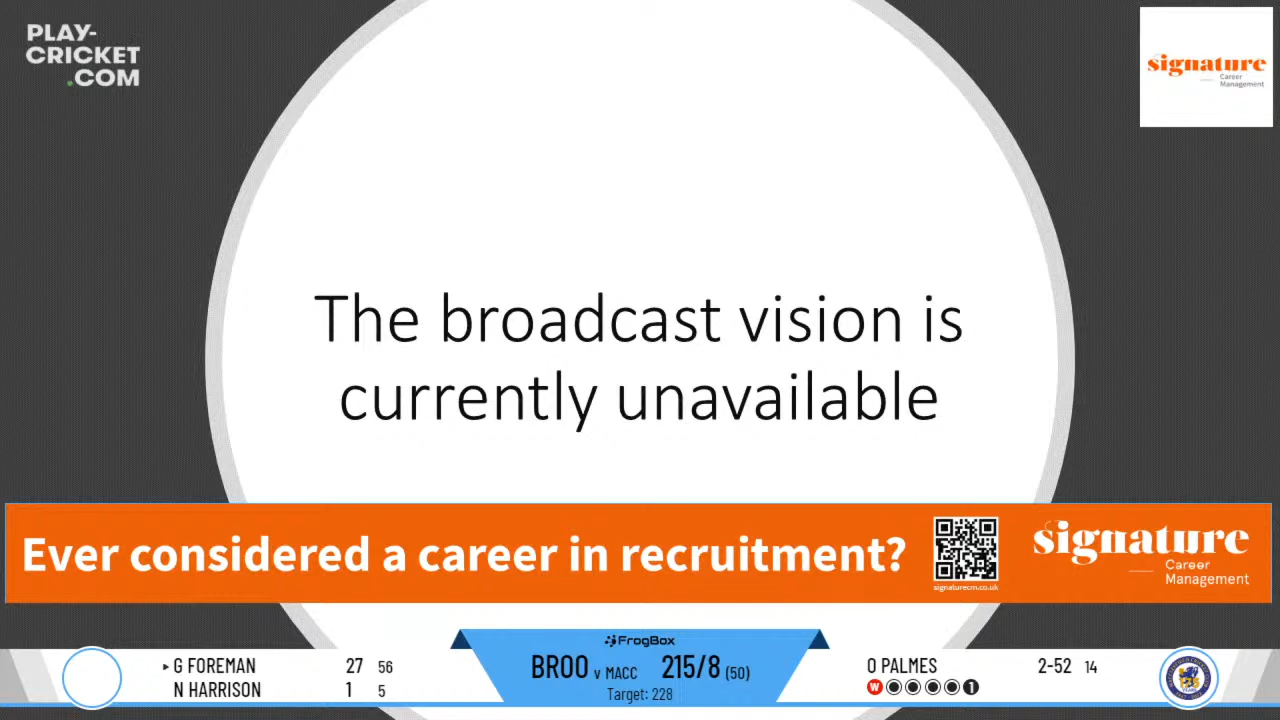 PLAY-
CRICKET
.COM
signature
Career
Management
The broadcast vision is
currently unavailable
Ever considered a career in recruitment?
signaturecm.co.uk
signature
Career
Management
FrogBox
G FOREMAN 27 56
N HARRISON 1 5
BROO v MACC 215/8 (50)
Target: 228
O PALMES 2-52 14
W 1